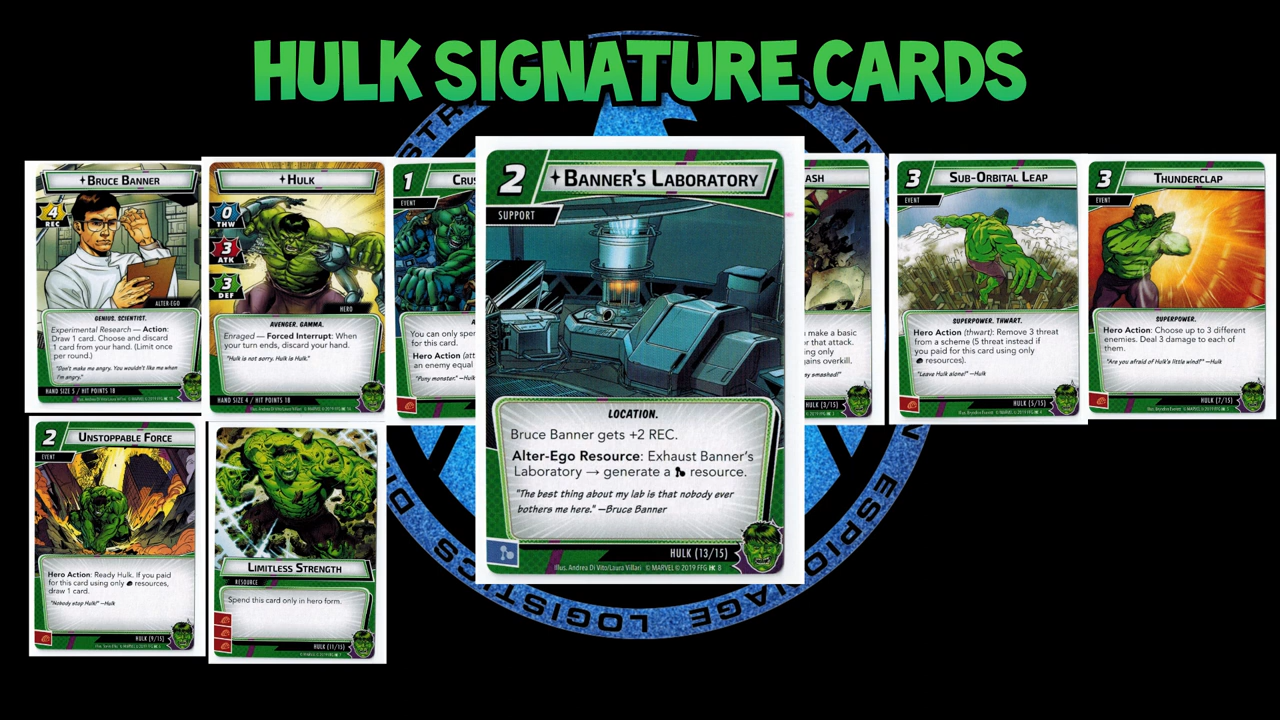 HULK SIGNATURE CARDS
BRUCE BANNER
4
REC
ALTER-EGO
GENIUS. SCIENTIST.
Experimental Research — Action:
Draw 1 card. Choose and discard
1 card from your hand. (Limit once
per round.)
"Don't make me angry. You wouldn't like me when
I'm angry."
HAND SIZE 5 / HIT POINTS 18
HULK
0
THW
3
ATK
3
DEF
HERO
AVENGER. GAMMA.
Enraged — Forced Interrupt: When
your turn ends, discard your hand.
"Hulk is not sorry. Hulk is Hulk."
HAND SIZE 4 / HIT POINTS 18
1
CRUS
EVENT
You can only spe
for this card.
Hero Action (att
an enemy equal
"Puny monster." —H
2
BANNER'S LABORATORY
SUPPORT
LOCATION.
Bruce Banner gets +2 REC.
Alter-Ego Resource: Exhaust Banner's
Laboratory → generate a resource.
"The best thing about my lab is that nobody ever
bothers me here." —Bruce Banner
HULK (13/15)
Illus. Andrea Di Vito/Laura Villari © MARVEL © 2019 FFG HK 8
ASH
make a basic
or that attack.
ing only
ains overkill.
ay smashed!"
HULK (3/15)
3
SUB-ORBITAL LEAP
EVENT
SUPERPOWER. THWART.
Hero Action (thwart): Remove 3 threat
from a scheme (5 threat instead if
you paid for this card using only
resources).
"Leave Hulk alone!" —Hulk
HULK (5/15)
3
THUNDERCLAP
EVENT
SUPERPOWER.
Hero Action: Choose up to 3 different
enemies. Deal 3 damage to each of
them.
"Are you afraid of Hulk's little wind?" —Hulk
HULK (7/15)
2
UNSTOPPABLE FORCE
EVENT
Hero Action: Ready Hulk. If you paid
for this card using only resources,
draw 1 card.
"Nobody stop Hulk!" —Hulk
HULK (9/15)
LIMITLESS STRENGTH
RESOURCE
Spend this card only in hero form.
HULK (11/15)
ESPIONAGE LOGISTICS